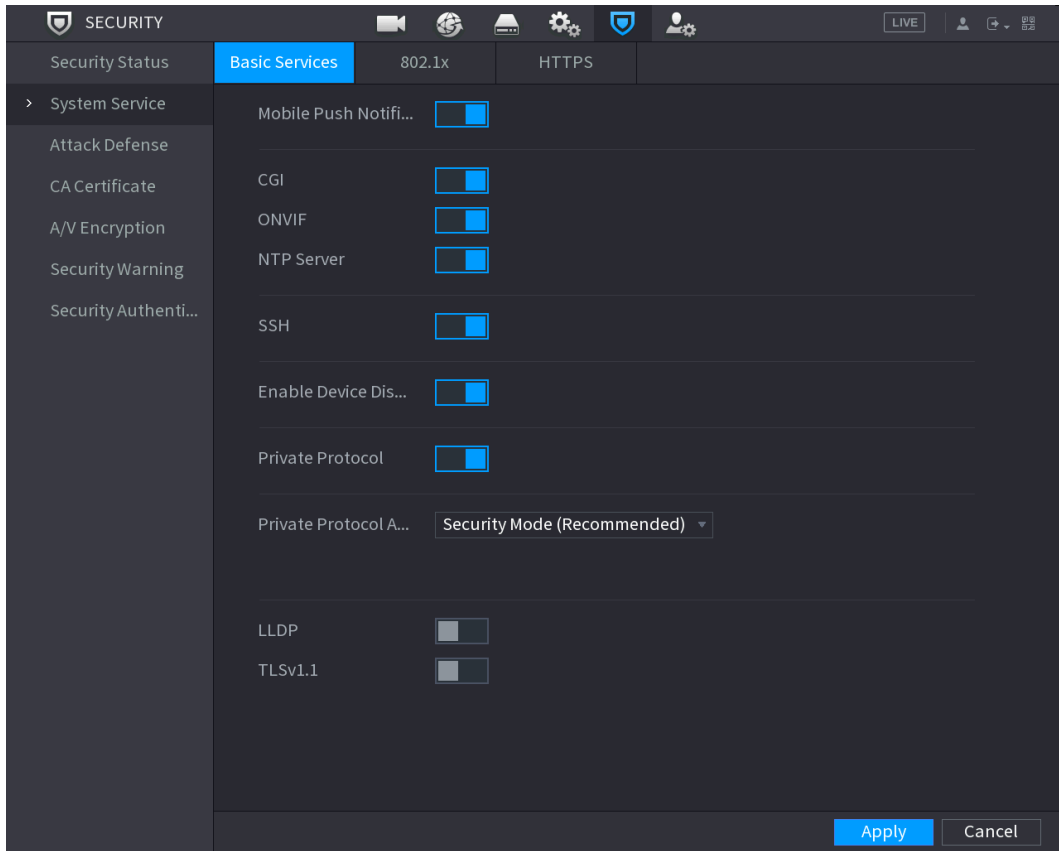 SECURITY
LIVE
Security Status
System Service
Attack Defense
CA Certificate
A/V Encryption
Security Warning
Security Authenti...
Basic Services
802.1x
HTTPS
Mobile Push Notifi...
CGI
ONVIF
NTP Server
SSH
Enable Device Dis...
Private Protocol
Private Protocol A...
Security Mode (Recommended)
LLDP
TLSv1.1
Apply
Cancel